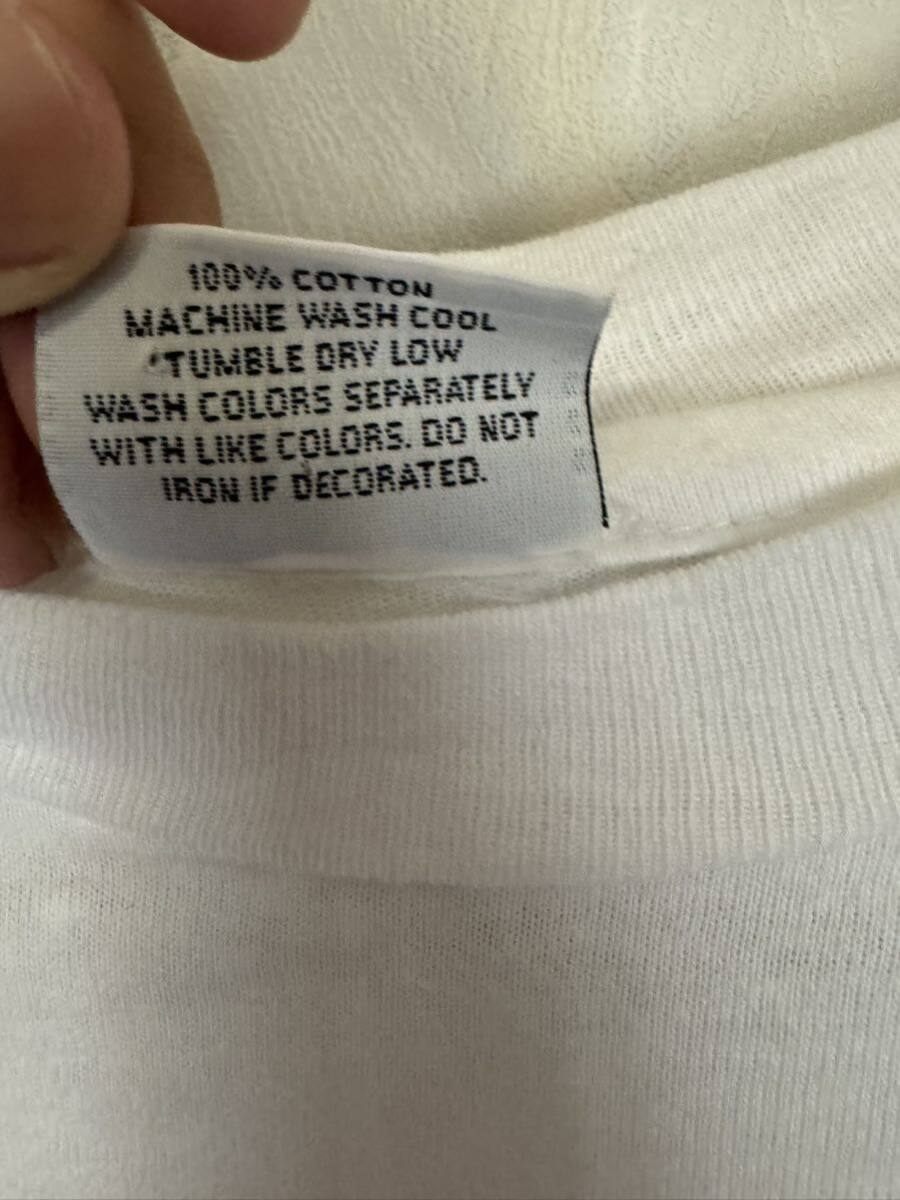 100% COTTON
MACHINE WASH COOL
TUMBLE DRY LOW
WASH COLORS SEPARATELY
WITH LIKE COLORS. DO NOT
IRON IF DECORATED.